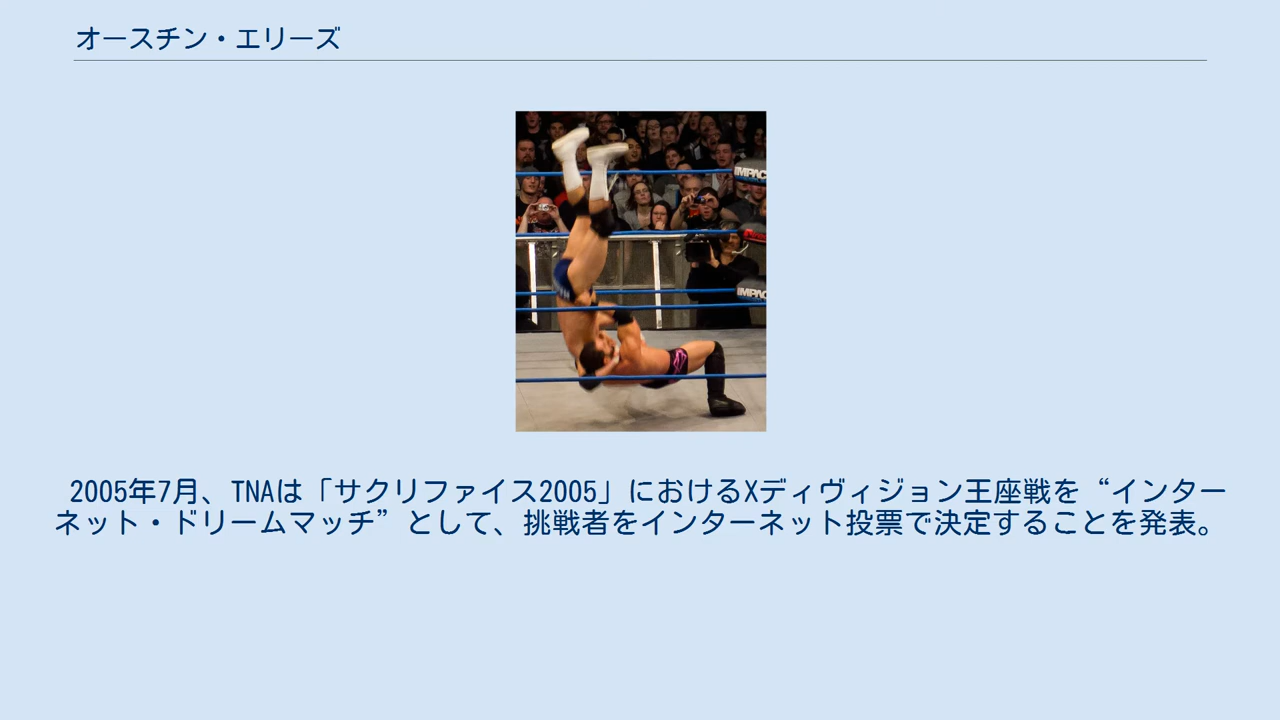 オースチン・エリーズ
IMPAC
IMPAC
2005年7月、TNAは「サクリファイス2005」におけるXディヴィジョン王座戦を“インター
ネット・ドリームマッチ”として、挑戦者をインターネット投票で決定することを発表。